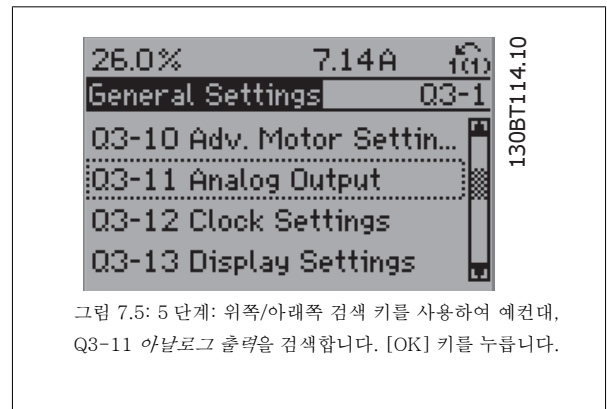 26.0% 7.14A 1(1)
General Settings Q3-1
Q3-10 Adv. Motor Settin...
Q3-11 Analog Output
Q3-12 Clock Settings
Q3-13 Display Settings
130BT114.10
그림 7.5: 5 단계: 위쪽/아래쪽 검색 키를 사용하여 예컨대,
Q3-11 아날로그 출력을 검색합니다. [OK] 키를 누릅니다.